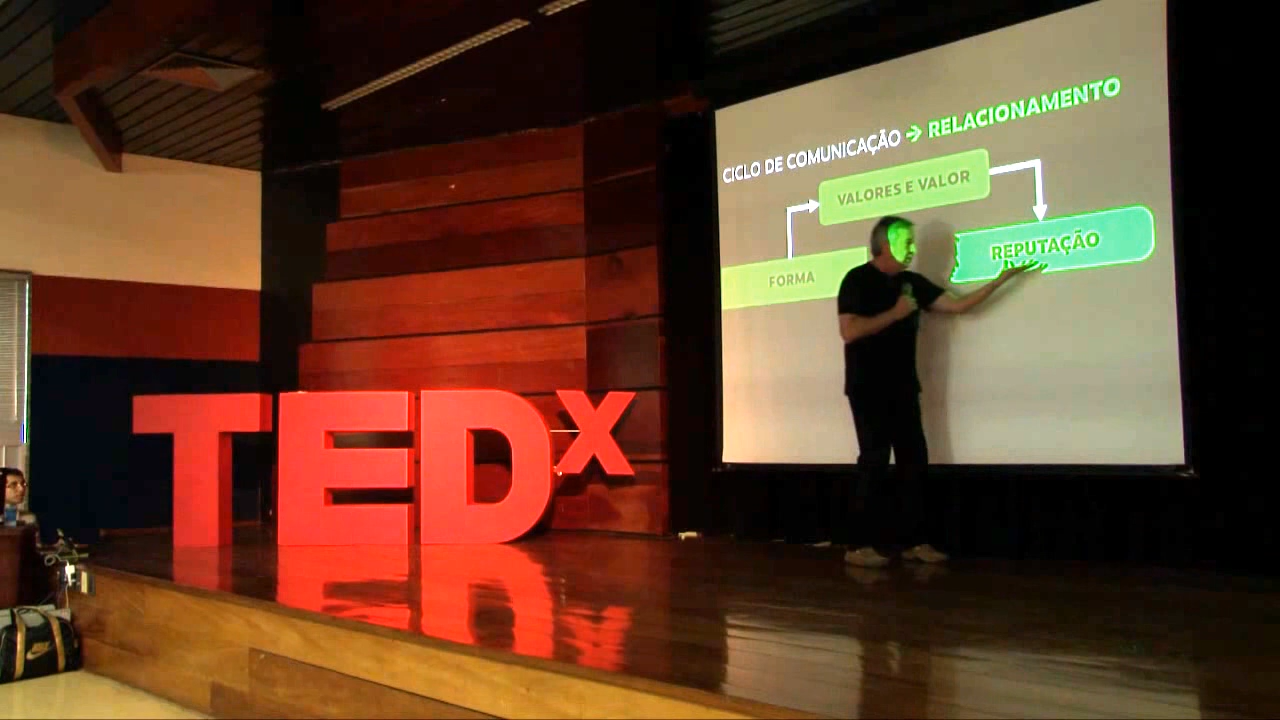 CICLO DE COMUNICAÇÃO → RELACIONAMENTO
VALORES E VALOR
FORMA
REPUTAÇÃO
TEDx